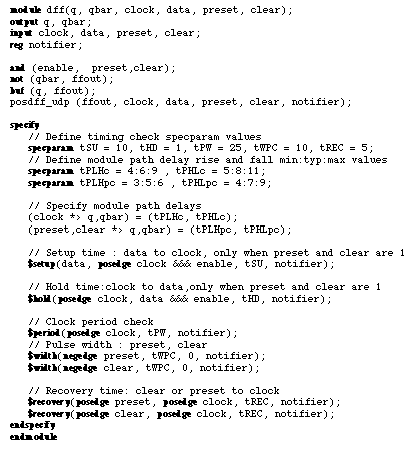 module dff(q, qbar, clock, data, preset, clear);
output q, qbar;
input clock, data, preset, clear;
reg notifier;
and (enable, preset,clear);
not (qbar, ffout);
buf (q, ffout);
posdff_udp (ffout, clock, data, preset, clear, notifier);
specify
// Define timing check specparam values
specparam tSU = 10, tHD = 1, tPW = 25, tWPC = 10, tREC = 5;
// Define module path delay rise and fall min:typ:max values
specparam tPLHc = 4:6:9 , tPHLc = 5:8:11;
specparam tPLHpc = 3:5:6 , tPHLpc = 4:7:9;
// Specify module path delays
(clock *> q,qbar) = (tPLHc, tPHLc);
(preset,clear *> q,qbar) = (tPLHpc, tPHLpc);
// Setup time : data to clock, only when preset and clear are 1
$setup(data, posedge clock &&& enable, tSU, notifier);
// Hold time:clock to data,only when preset and clear are 1
$hold(posedge clock, data &&& enable, tHD, notifier);
// Clock period check
$period(posedge clock, tPW, notifier);
// Pulse width : preset, clear
$width(negedge preset, tWPC, 0, notifier);
$width(negedge clear, tWPC, 0, notifier);
// Recovery time: clear or preset to clock
$recovery(posedge preset, posedge clock, tREC, notifier);
$recovery(posedge clear, posedge clock, tREC, notifier);
endspecify
endmodule